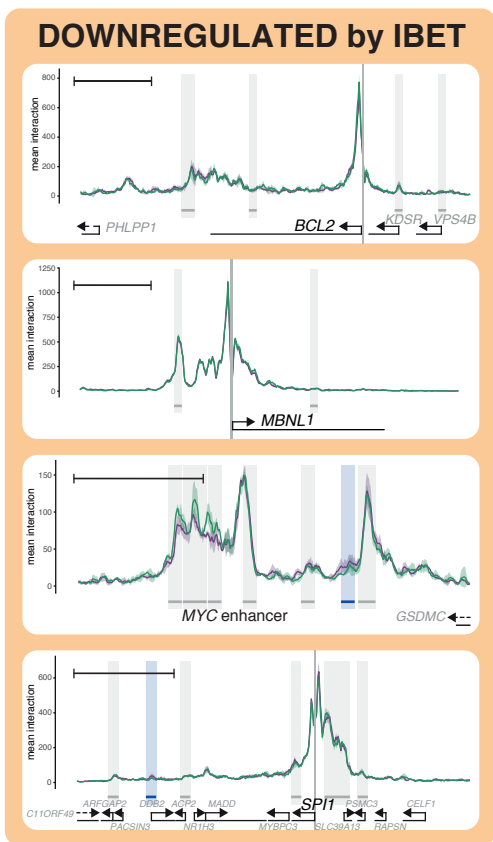 DOWNREGULATED by IBET
mean interaction
800
600
400
200
0
PHLPP1
BCL2
KDSR
VPS4B
mean interaction
1250
1000
750
500
250
0
MBNL1
mean interaction
150
100
50
0
MYC enhancer
GSDMC
mean interaction
600
400
200
0
SPI1
ARFGAP2 DDB2 ACP2 MADD PSMC3 CELF1
C11ORF49
PACSIN3 NR1H3 MYBPC3 SLC39A13 RAPSN